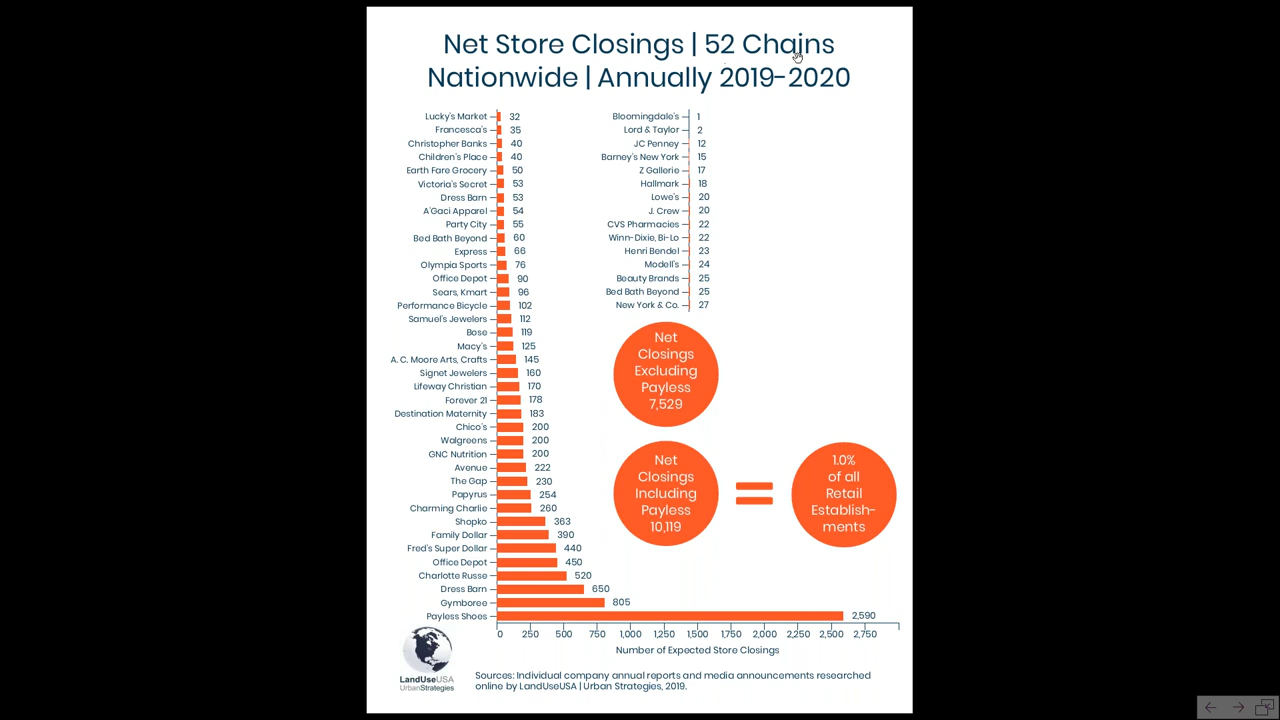 Net Store Closings | 52 Chains
Nationwide | Annually 2019-2020
Lucky's Market 32
Francesca's 35
Christopher Banks 40
Children's Place 40
Earth Fare Grocery 50
Victoria's Secret 53
Dress Barn 53
A'Gaci Apparel 54
Party City 55
Bed Bath Beyond 60
Express 66
Olympia Sports 76
Office Depot 90
Sears, Kmart 96
Performance Bicycle 102
Samuel's Jewelers 112
Bose 119
Macy's 125
A. C. Moore Arts, Crafts 145
Signet Jewelers 160
Lifeway Christian 170
Forever 21 178
Destination Maternity 183
Chico's 200
Walgreens 200
GNC Nutrition 200
Avenue 222
The Gap 230
Papyrus 254
Charming Charlie 260
Shopko 363
Family Dollar 390
Fred's Super Dollar 440
Office Depot 450
Charlotte Russe 520
Dress Barn 650
Gymboree 805
Payless Shoes 2,590
0 250 500 750 1,000 1,250 1,500 1,750 2,000 2,250 2,500 2,750
Number of Expected Store Closings
Bloomingdale's 1
Lord & Taylor 2
JC Penney 12
Barney's New York 15
Z Gallerie 17
Hallmark 18
Lowe's 20
J. Crew 20
CVS Pharmacies 22
Winn-Dixie, Bi-Lo 22
Henri Bendel 23
Modell's 24
Beauty Brands 25
Bed Bath Beyond 25
New York & Co. 27
Net
Closings
Excluding
Payless
7,529
Net
Closings
Including
Payless
10,119
1.0%
of all
Retail
Establish-
ments
LandUseUSA
UrbanStrategies
Sources: Individual company annual reports and media announcements researched
online by LandUseUSA | Urban Strategies, 2019.